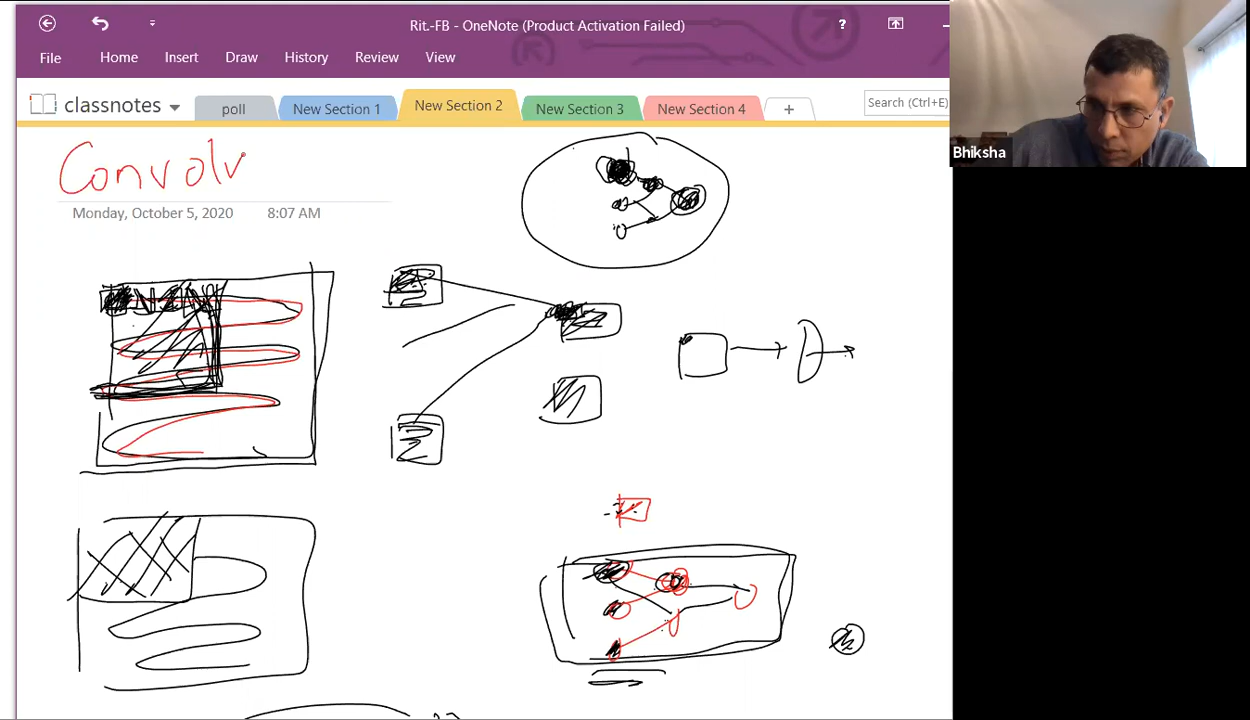 Rit.-FB - OneNote (Product Activation Failed)
?
File Home Insert Draw History Review View
classnotes poll New Section 1 New Section 2 New Section 3 New Section 4 + Search (Ctrl+E)
Convolv
Bhiksha
Monday, October 5, 2020 8:07 AM